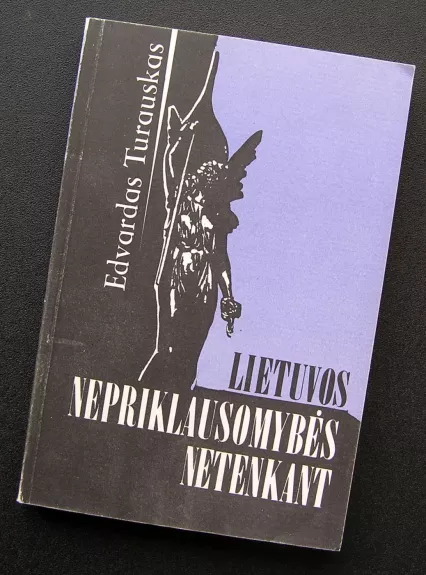 Edvardas Turauskas
LIETUVOS
NEPRIKLAUSOMYBĖS
NETENKANT